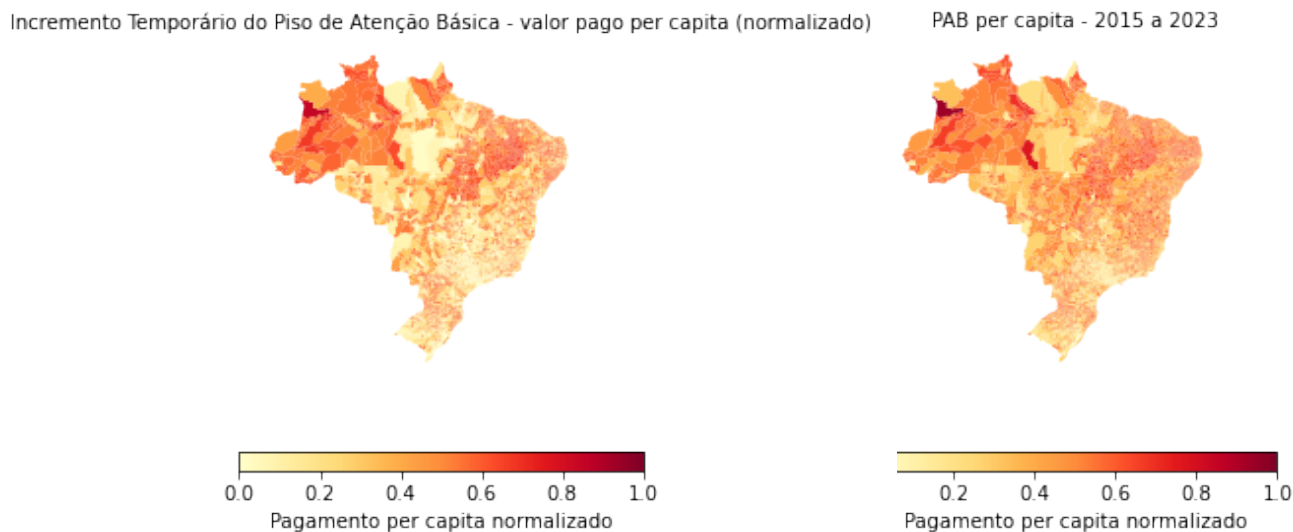 Incremento Temporário do Piso de Atenção Básica - valor pago per capita (normalizado)
PAB per capita - 2015 a 2023
0.0 0.2 0.4 0.6 0.8 1.0
Pagamento per capita normalizado
0.2 0.4 0.6 0.8 1.0
Pagamento per capita normalizado